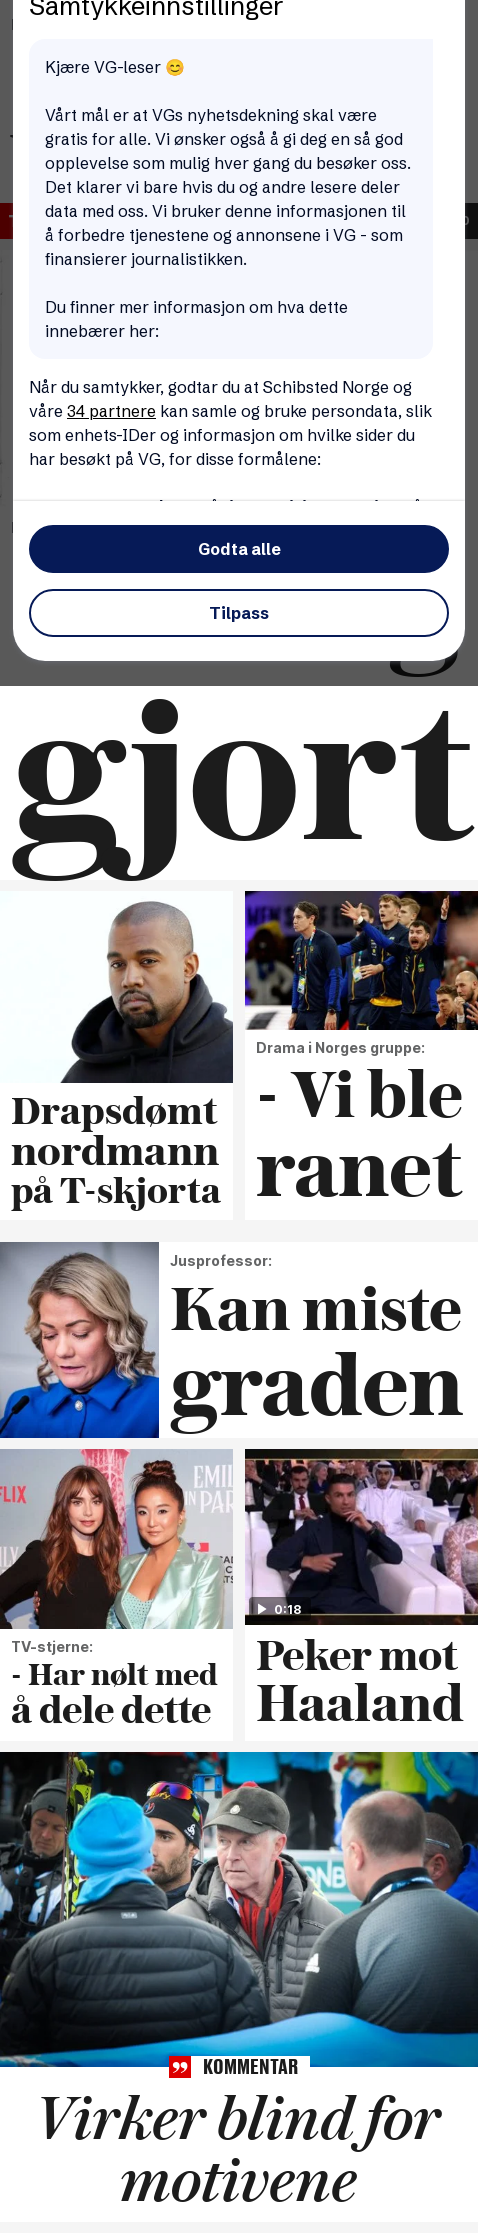 Samtykkeinnstillinger
Kjære VG-leser 😊
Vårt mål er at VGs nyhetsdekning skal være
gratis for alle. Vi ønsker også å gi deg en så god
opplevelse som mulig hver gang du besøker oss.
Det klarer vi bare hvis du og andre lesere deler
data med oss. Vi bruker denne informasjonen til
å forbedre tjenestene og annonsene i VG - som
finansierer journalistikken.
Du finner mer informasjon om hva dette
innebærer her:
Når du samtykker, godtar du at Schibsted Norge og
våre 34 partnere kan samle og bruke persondata, slik
som enhets-IDer og informasjon om hvilke sider du
har besøkt på VG, for disse formålene:
Godta alle
Tilpass
gjort
Drapsdømt
nordmann
på T-skjorta
Drama i Norges gruppe:
- Vi ble
ranet
Jusprofessor:
Kan miste
graden
TV-stjerne:
- Har nølt med
å dele dette
0:18
Peker mot
Haaland
KOMMENTAR
Virker blind for
motivene